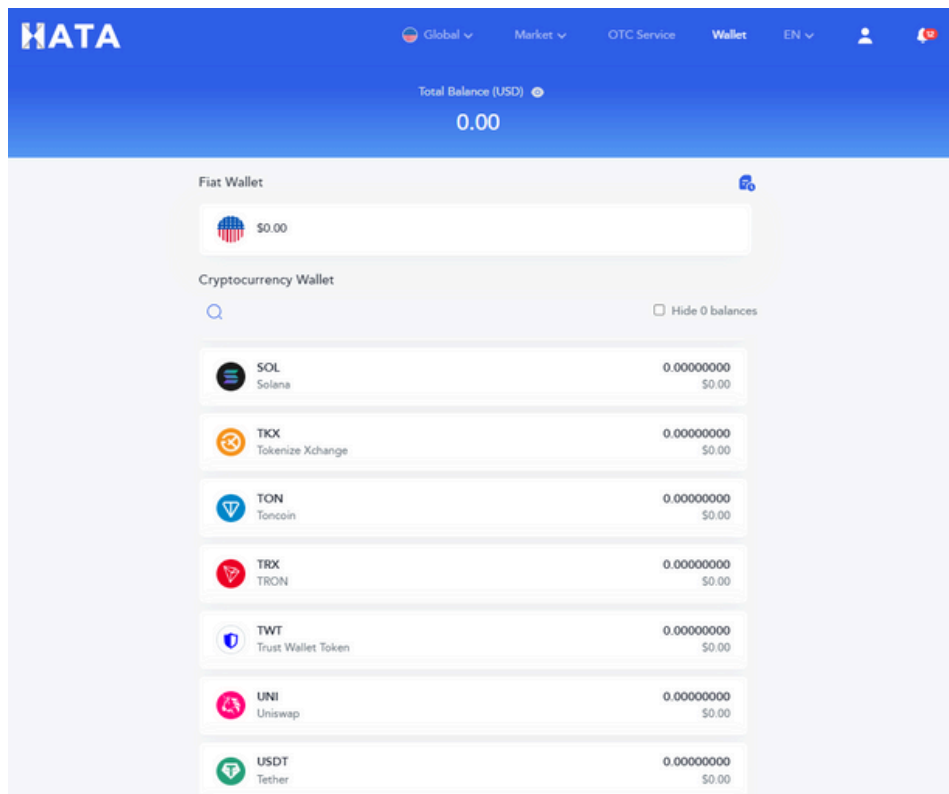 HATA
Global Market OTC Service Wallet EN 12
Total Balance (USD)
0.00
Fiat Wallet
$0.00
Cryptocurrency Wallet
Hide 0 balances
SOL 0.00000000
Solana $0.00
TKX 0.00000000
Tokenize Xchange $0.00
TON 0.00000000
Toncoin $0.00
TRX 0.00000000
TRON $0.00
TWT 0.00000000
Trust Wallet Token $0.00
UNI 0.00000000
Uniswap $0.00
USDT 0.00000000
Tether $0.00